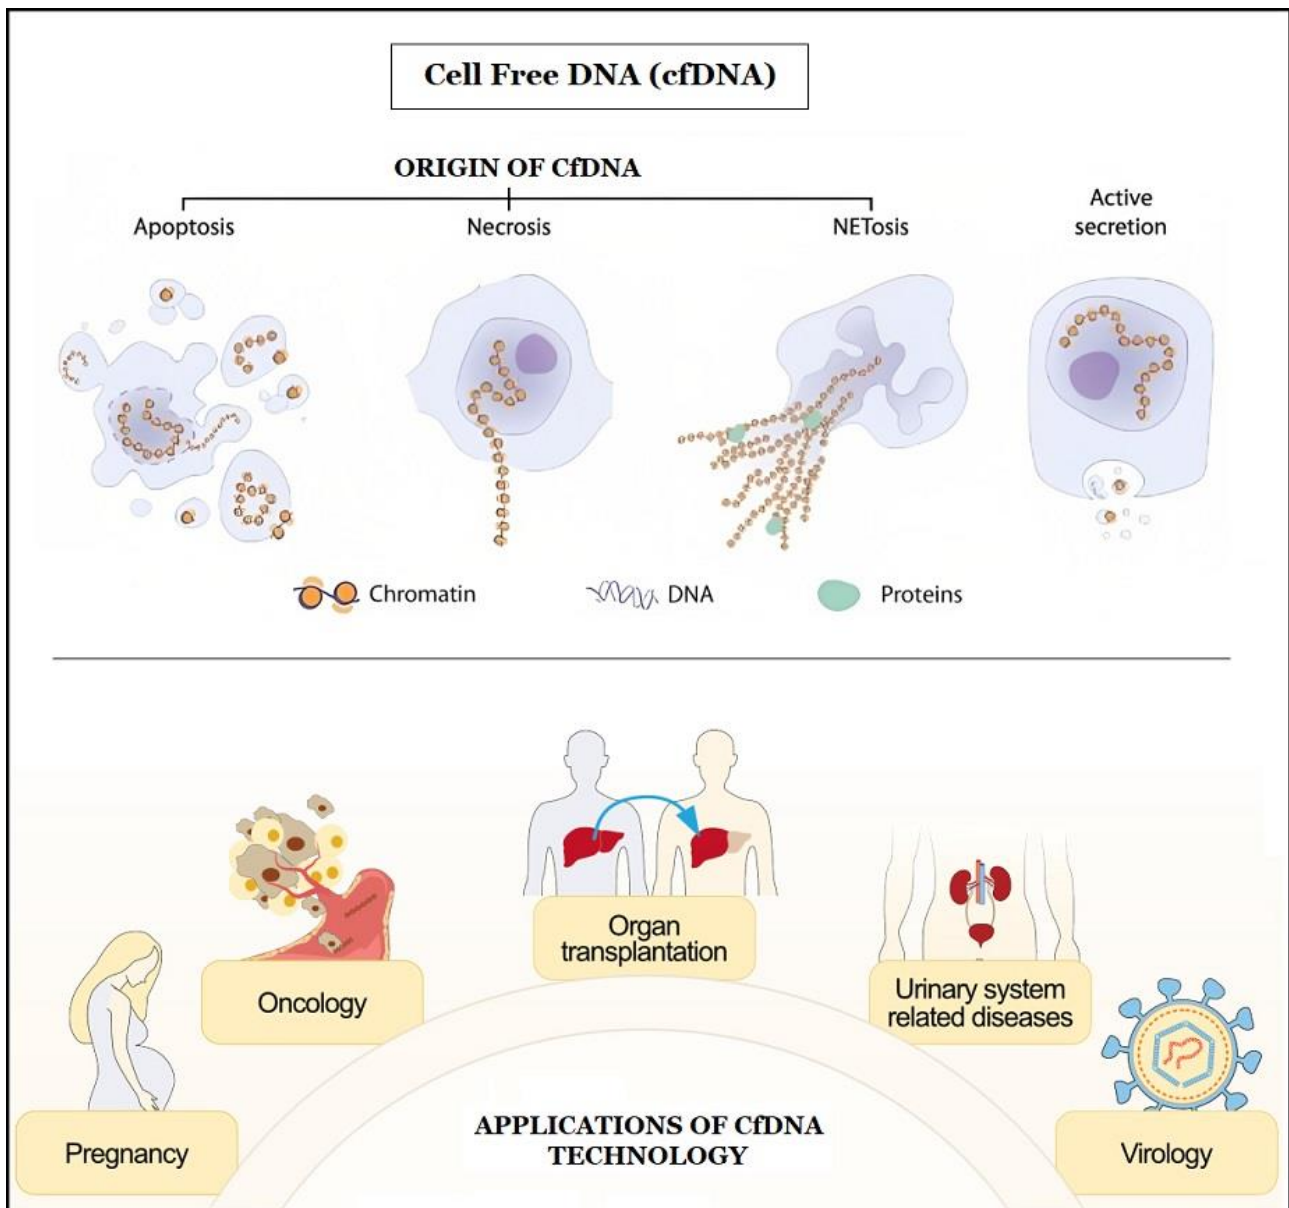 Cell Free DNA (cfDNA)
ORIGIN OF CfDNA
Apoptosis
Necrosis
NETosis
Active
secretion
Chromatin
DNA
Proteins
Organ
transplantation
Oncology
Urinary system
related diseases
Pregnancy
Virology
APPLICATIONS OF CfDNA
TECHNOLOGY